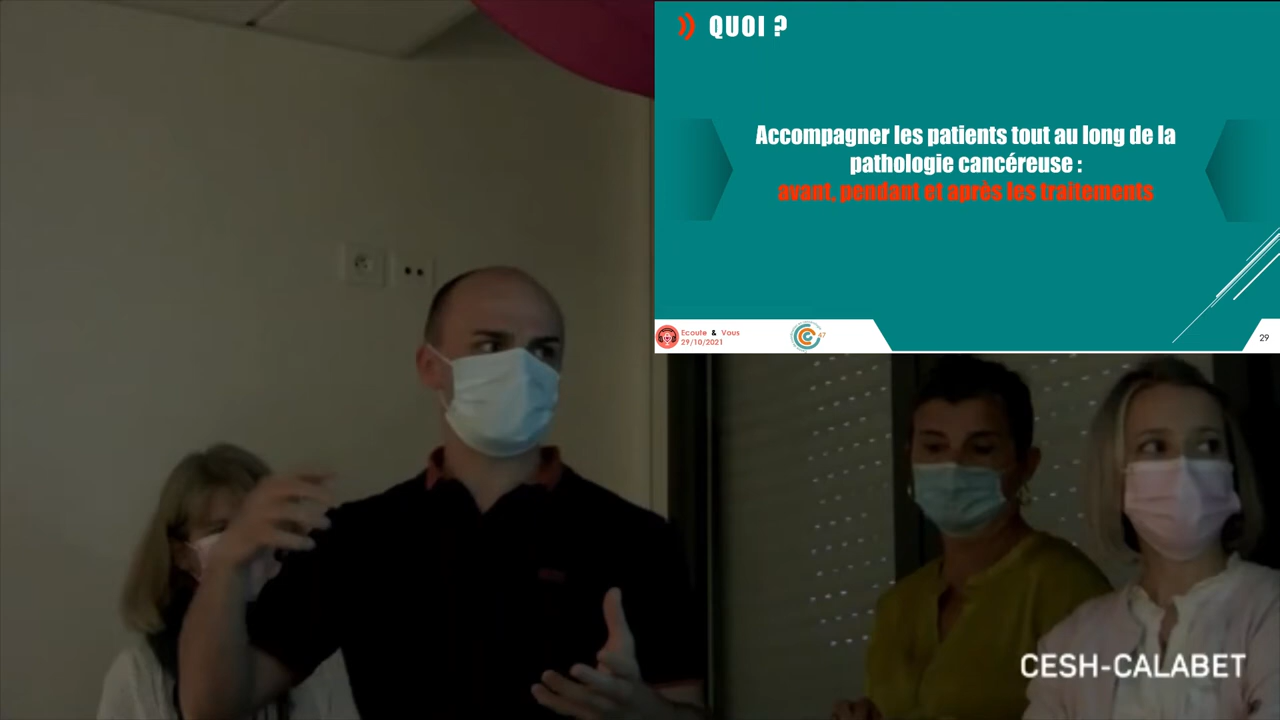 QUOI ?
Accompagner les patients tout au long de la
pathologie cancéreuse :
avant, pendant et après les traitements
Ecoute & Vous
29/10/2021
47
29
CESH-CALABET